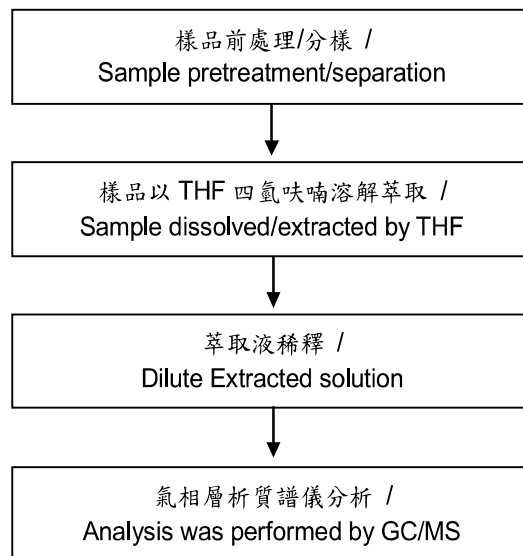 樣品前處理/分樣 /
Sample pretreatment/separation
樣品以 THF 四氫呋喃溶解萃取 /
Sample dissolved/extracted by THF
萃取液稀釋 /
Dilute Extracted solution
氣相層析質譜儀分析 /
Analysis was performed by GC/MS